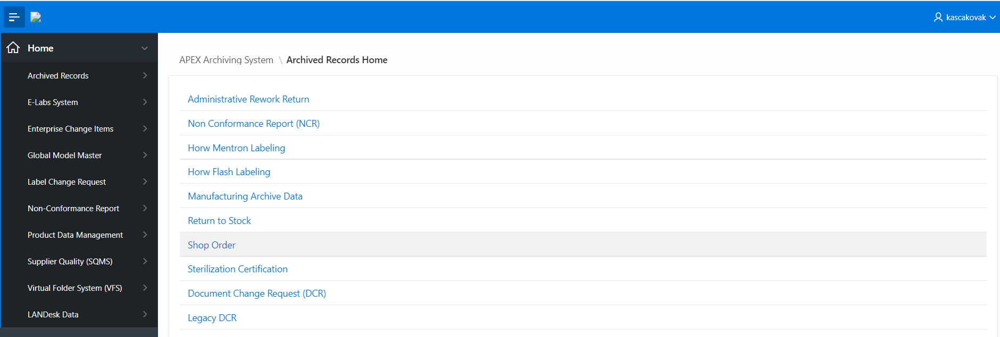 kascakovak
Home
Archived Records
E-Labs System
Enterprise Change Items
Global Model Master
Label Change Request
Non-Conformance Report
Product Data Management
Supplier Quality (SQMS)
Virtual Folder System (VFS)
LANDesk Data
APEX Archiving System \ Archived Records Home
Administrative Rework Return
Non Conformance Report (NCR)
Horw Mentron Labeling
Horw Flash Labeling
Manufacturing Archive Data
Return to Stock
Shop Order
Sterilization Certification
Document Change Request (DCR)
Legacy DCR